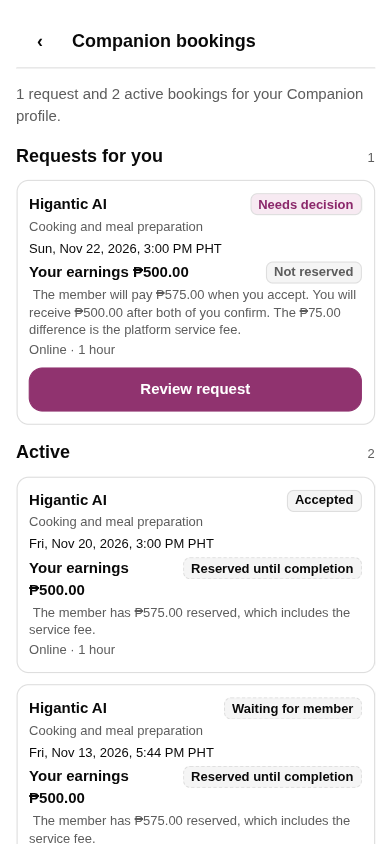 ‹ Companion bookings
1 request and 2 active bookings for your Companion
profile.
Requests for you 1
Higantic AI Needs decision
Cooking and meal preparation
Sun, Nov 22, 2026, 3:00 PM PHT
Your earnings ₱500.00 Not reserved
The member will pay ₱575.00 when you accept. You will
receive ₱500.00 after both of you confirm. The ₱75.00
difference is the platform service fee.
Online · 1 hour
Review request
Active 2
Higantic AI Accepted
Cooking and meal preparation
Fri, Nov 20, 2026, 3:00 PM PHT
Your earnings Reserved until completion
₱500.00
The member has ₱575.00 reserved, which includes the
service fee.
Online · 1 hour
Higantic AI Waiting for member
Cooking and meal preparation
Fri, Nov 13, 2026, 5:44 PM PHT
Your earnings Reserved until completion
₱500.00
The member has ₱575.00 reserved, which includes the
service fee.